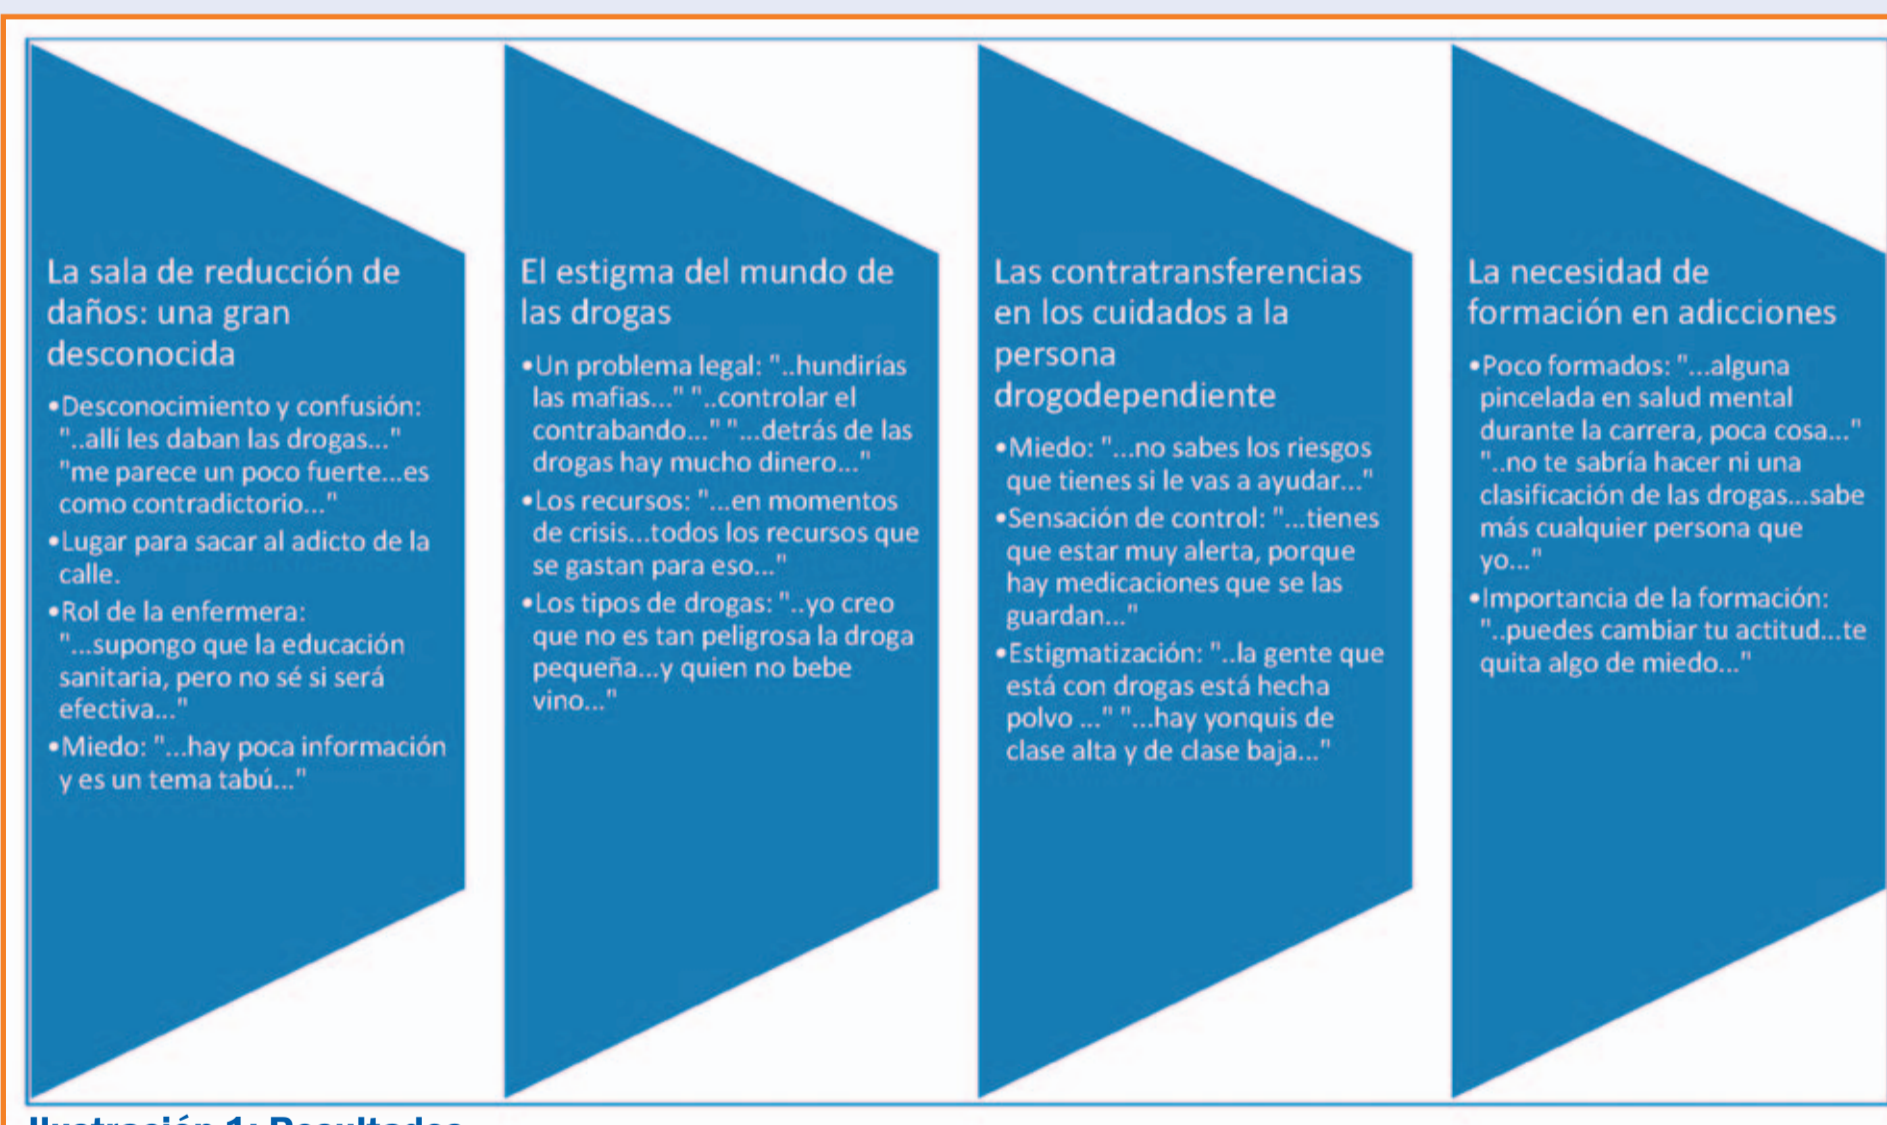 La sala de reducción de
daños: una gran
desconocida
•Desconocimiento y confusión:
"..allí les daban las drogas..."
"me parece un poco fuerte...es
como contradictorio..."
•Lugar para sacar al adicto de la
calle.
•Rol de la enfermera:
"...supongo que la educación
sanitaria, pero no sé si será
efectiva..."
•Miedo: "...hay poca información
y es un tema tabú..."
El estigma del mundo de
las drogas
•Un problema legal: "..hundirías
las mafias..." "..controlar el
contrabando..." "...detrás de las
drogas hay mucho dinero..."
•Los recursos: "...en momentos
de crisis...todos los recursos que
se gastan para eso..."
•Los tipos de drogas: "..yo creo
que no es tan peligrosa la droga
pequeña...y quien no bebe
vino..."
Las contratransferencias
en los cuidados a la
persona
drogodependiente
•Miedo: "...no sabes los riesgos
que tienes si le vas a ayudar..."
•Sensación de control: "...tienes
que estar muy alerta, porque
hay medicaciones que se las
guardan..."
•Estigmatización: "..la gente que
está con drogas está hecha
polvo ..." "...hay yonquis de
clase alta y de clase baja..."
La necesidad de
formación en adicciones
•Poco formados: "...alguna
pincelada en salud mental
durante la carrera, poca cosa..."
"..no te sabría hacer ni una
clasificación de las drogas...sabe
más cualquier persona que
yo..."
•Importancia de la formación:
"..puedes cambiar tu actitud...te
quita algo de miedo..."
Ilustración 1: Resultados